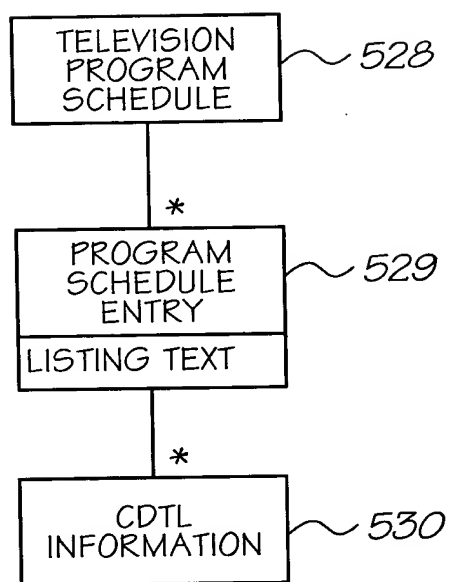 TELEVISION
PROGRAM
SCHEDULE
528
*
PROGRAM
SCHEDULE
ENTRY
529
LISTING TEXT
*
CDTL
INFORMATION
530